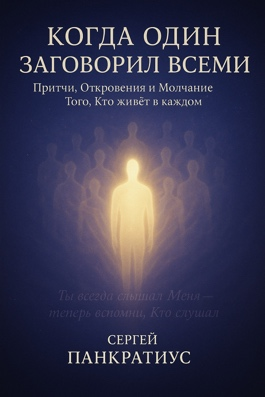 КОГДА ОДИН
ЗАГОВОРИЛ ВСЕМИ
Притчи, Откровения и Молчание
Того, Кто живёт в каждом
Ты всегда слышал Меня —
теперь вспомни, Кто слушал
СЕРГЕЙ
ПАНКРАТИУС